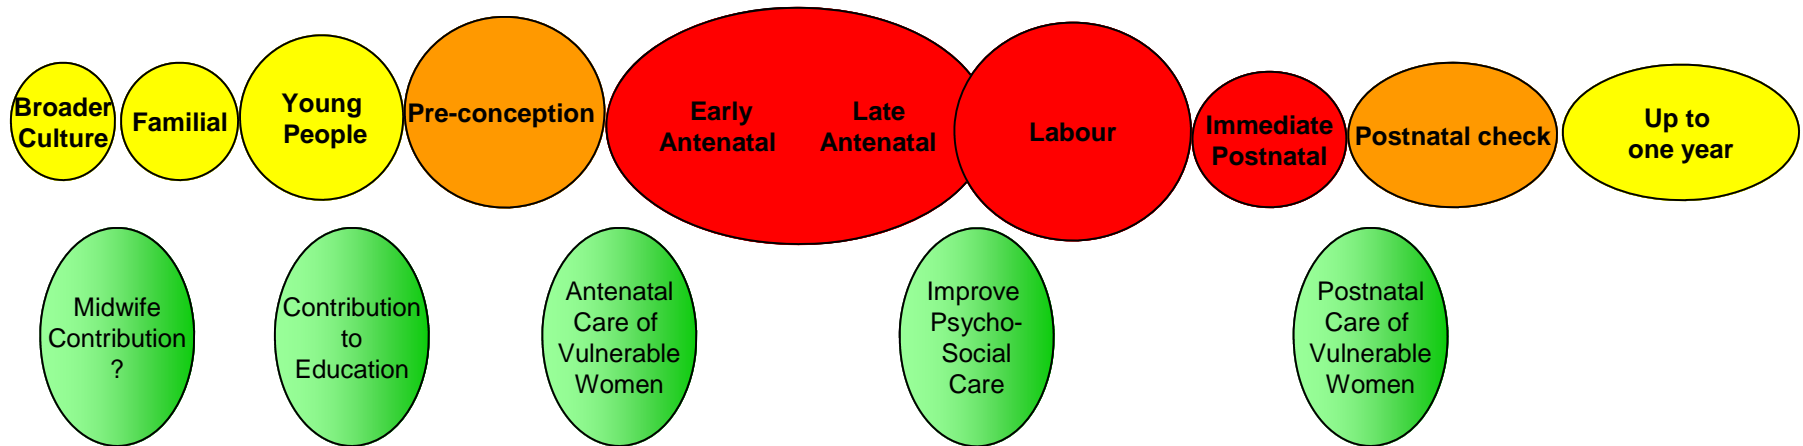 Broader
Culture
Familial
Young
People
Pre-conception
Early
Antenatal
Late
Antenatal
Labour
Immediate
Postnatal
Postnatal check
Up to
one year
Midwife
Contribution
?
Contribution
to
Education
Antenatal
Care of
Vulnerable
Women
Improve
Psycho-
Social
Care
Postnatal
Care of
Vulnerable
Women